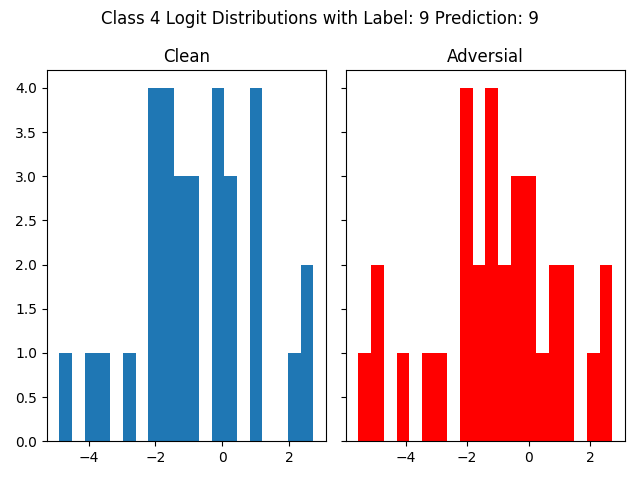 Class 4 Logit Distributions with Label: 9 Prediction: 9
Clean
Adversial
4.0
3.5
3.0
2.5
2.0
1.5
1.0
0.5
0.0
−4 −2 0 2
−4 −2 0 2